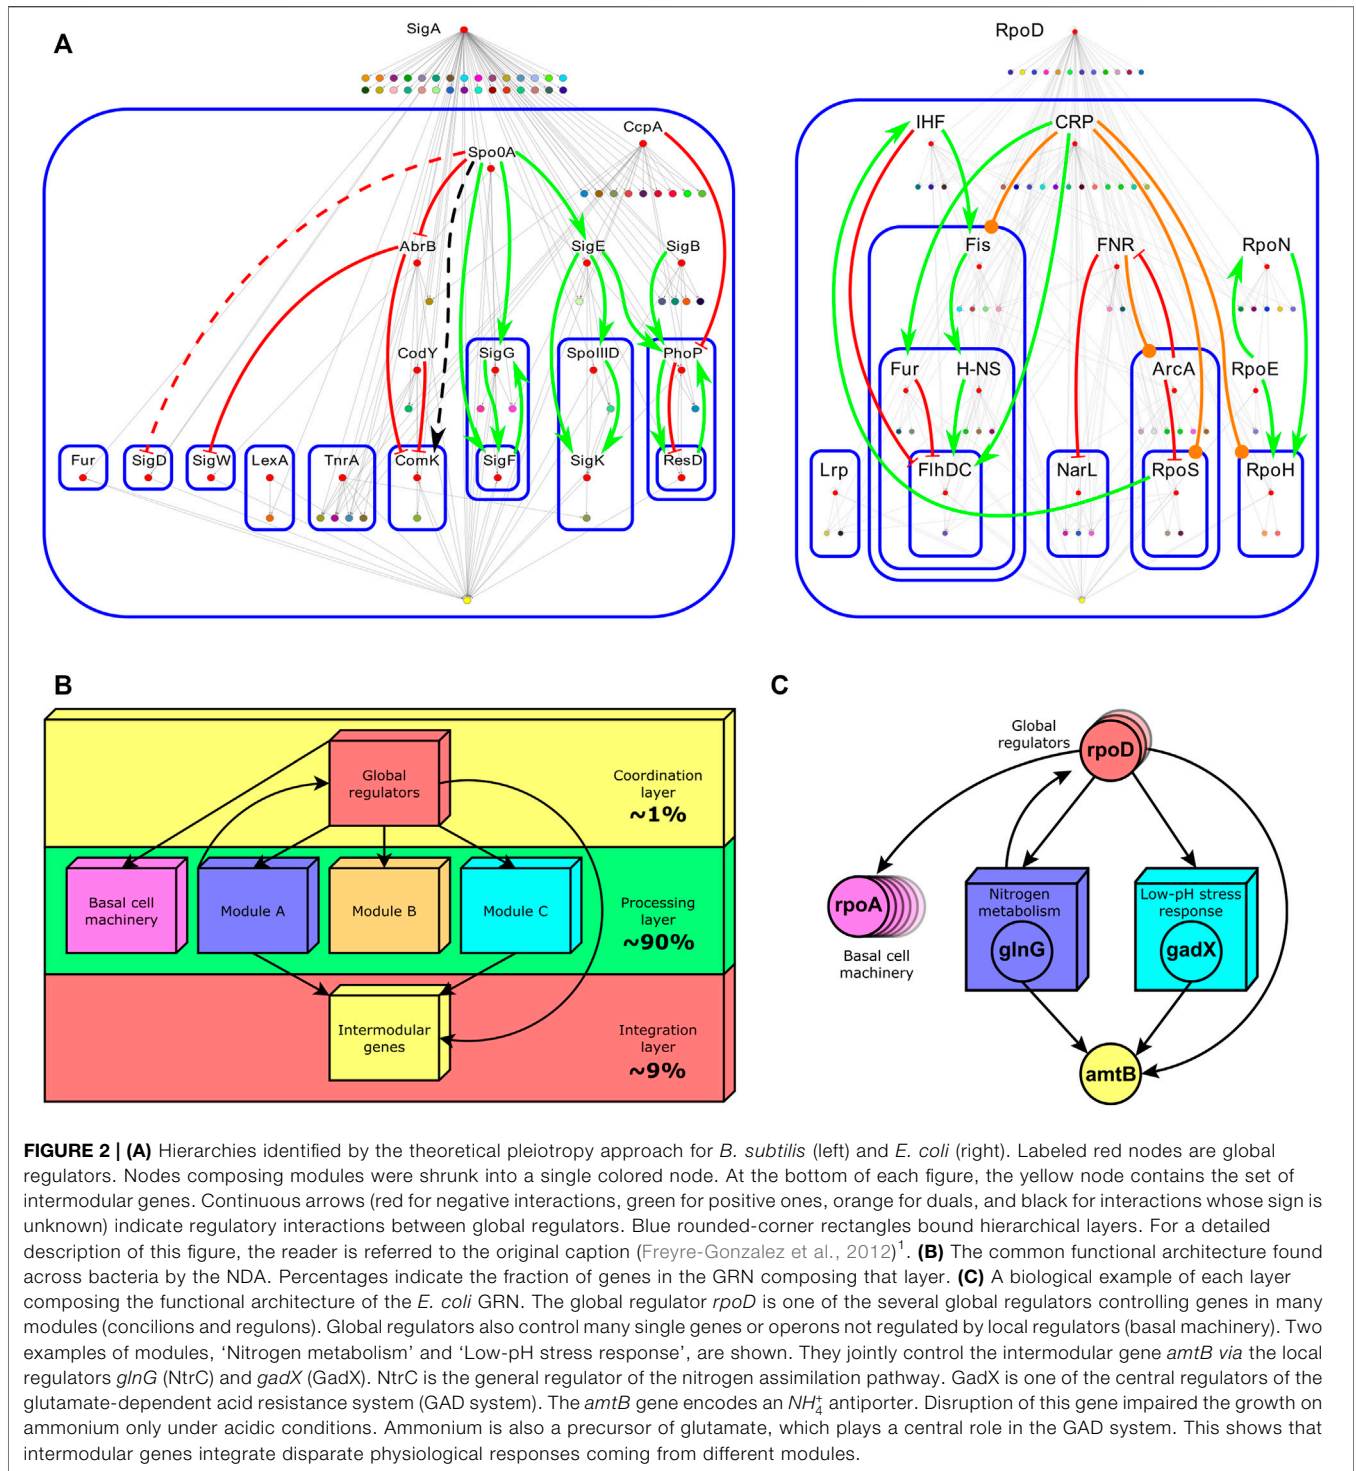 A
SigA
CcpA
Spo0A
AbrB
SigE
SigB
CodY
SigG
SpoIIID
PhoP
Fur
SigD
SigW
LexA
TnrA
ComK
SigF
SigK
ResD
RpoD
IHF
CRP
Fis
FNR
RpoN
Fur
H-NS
ArcA
RpoE
Lrp
FlhDC
NarL
RpoS
RpoH
B
Global
regulators
Coordination
layer
~1%
Basal cell
machinery
Module A
Module B
Module C
Processing
layer
~90%
Intermodular
genes
Integration
layer
~9%
C
Global
regulators
rpoD
rpoA
Basal cell
machinery
Nitrogen
metabolism
glnG
Low-pH stress
response
gadX
amtB
FIGURE 2 | (A) Hierarchies identified by the theoretical pleiotropy approach for B. subtilis (left) and E. coli (right). Labeled red nodes are global
regulators. Nodes composing modules were shrunk into a single colored node. At the bottom of each figure, the yellow node contains the set of
intermodular genes. Continuous arrows (red for negative interactions, green for positive ones, orange for duals, and black for interactions whose sign is
unknown) indicate regulatory interactions between global regulators. Blue rounded-corner rectangles bound hierarchical layers. For a detailed
description of this figure, the reader is referred to the original caption (Freyre-Gonzalez et al., 2012)¹. (B) The common functional architecture found
across bacteria by the NDA. Percentages indicate the fraction of genes in the GRN composing that layer. (C) A biological example of each layer
composing the functional architecture of the E. coli GRN. The global regulator rpoD is one of the several global regulators controlling genes in many
modules (concilions and regulons). Global regulators also control many single genes or operons not regulated by local regulators (basal machinery). Two
examples of modules, ‘Nitrogen metabolism’ and ‘Low-pH stress response’, are shown. They jointly control the intermodular gene amtB via the local
regulators glnG (NtrC) and gadX (GadX). NtrC is the general regulator of the nitrogen assimilation pathway. GadX is one of the central regulators of the
glutamate-dependent acid resistance system (GAD system). The amtB gene encodes an NH₄⁺ antiporter. Disruption of this gene impaired the growth on
ammonium only under acidic conditions. Ammonium is also a precursor of glutamate, which plays a central role in the GAD system. This shows that
intermodular genes integrate disparate physiological responses coming from different modules.